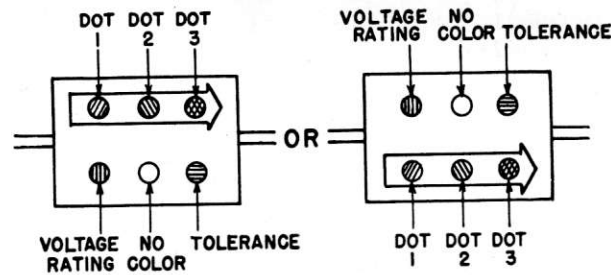 DOT 1
DOT 2
DOT 3
VOLTAGE RATING
NO COLOR
TOLERANCE
OR
VOLTAGE RATING
NO COLOR
TOLERANCE
DOT 1
DOT 2
DOT 3